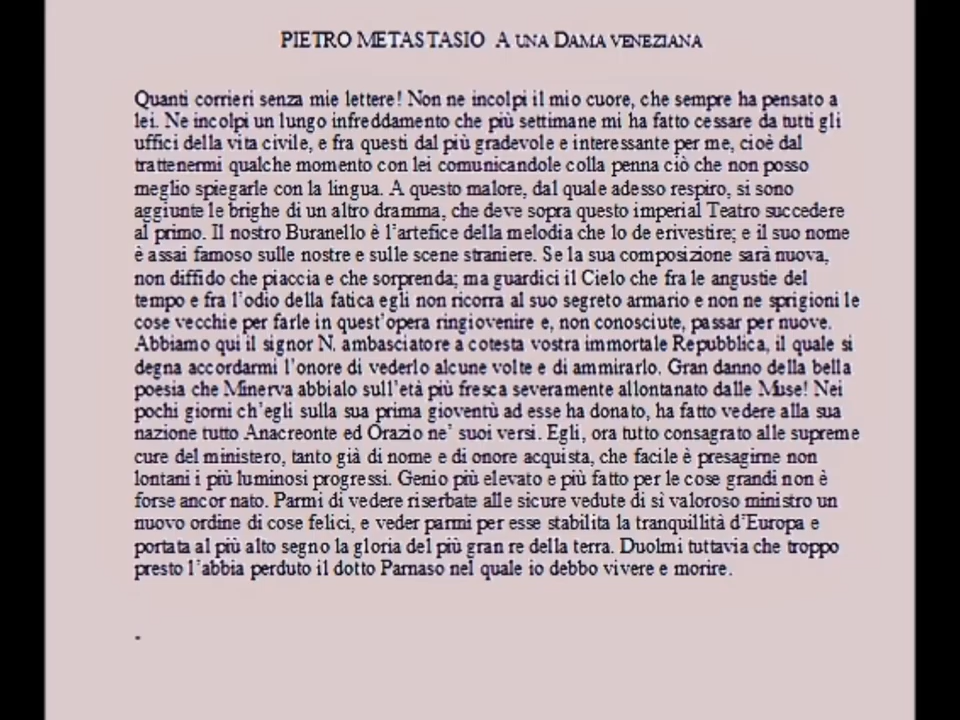 PIETRO METASTASIO A UNA DAMA VENEZIANA
Quanti corrieri senza mie lettere! Non ne incolpi il mio cuore, che sempre ha pensato a
lei. Ne incolpi un lungo infreddamento che più settimane mi ha fatto cessare da tutti gli
uffici della vita civile, e fra questi dal più gradevole e interessante per me, cioè dal
trattenermi qualche momento con lei comunicandole colla penna ciò che non posso
meglio spiegarle con la lingua. A questo malore, dal quale adesso respiro, si sono
aggiunte le brighe di un altro dramma, che deve sopra questo imperial Teatro succedere
al primo. Il nostro Buranello è l'artefice della melodia che lo de erivestire; e il suo nome
è assai famoso sulle nostre e sulle scene straniere. Se la sua composizione sarà nuova,
non diffido che piaccia e che sorprenda; ma guardici il Cielo che fra le angustie del
tempo e fra l'odio della fatica egli non ricorra al suo segreto armario e non ne sprigioni le
cose vecchie per farle in quest'opera ringiovenire e, non conosciute, passar per nuove.
Abbiamo qui il signor N. ambasciatore a cotesta vostra immortale Repubblica, il quale si
degna accordarmi l'onore di vederlo alcune volte e di ammirarlo. Gran danno della bella
poesia che Minerva abbialo sull'età più fresca severamente allontanato dalle Muse! Nei
pochi giorni ch'egli sulla sua prima gioventù ad esse ha donato, ha fatto vedere alla sua
nazione tutto Anacreonte ed Orazio ne' suoi versi. Egli, ora tutto consagrato alle supreme
cure del ministero, tanto già di nome e di onore acquista, che facile è presagirne non
lontani i più luminosi progressi. Genio più elevato e più fatto per le cose grandi non è
forse ancor nato. Parmi di vedere riserbate alle sicure vedute di sì valoroso ministro un
nuovo ordine di cose felici, e veder parmi per esse stabilita la tranquillità d'Europa e
portata al più alto segno la gloria del più gran re della terra. Duolmi tuttavia che troppo
presto l'abbia perduto il dotto Parnaso nel quale io debbo vivere e morire.